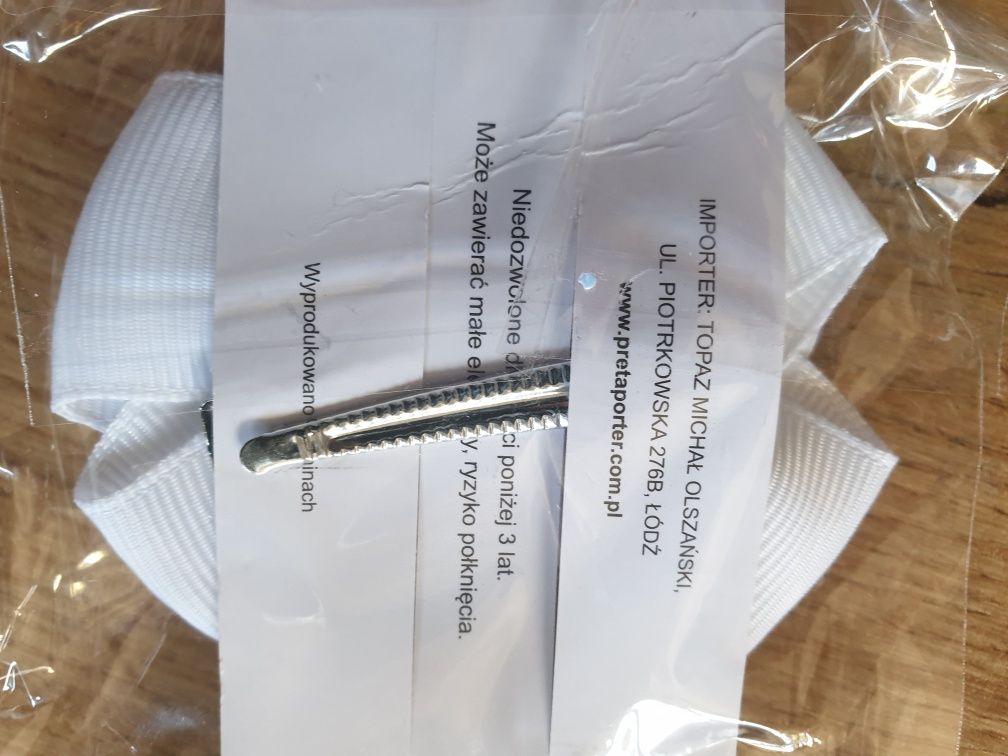 IMPORTER: TOPAZ MICHAŁ OLSZAŃSKI,
UL. PIOTRKOWSKA 276B, ŁÓDŹ
www.pretaporter.com.pl
Niedozwolone poniżej 3 lat.
Może zawierać małe ryzyko połknięcia.
Wyprodukowano